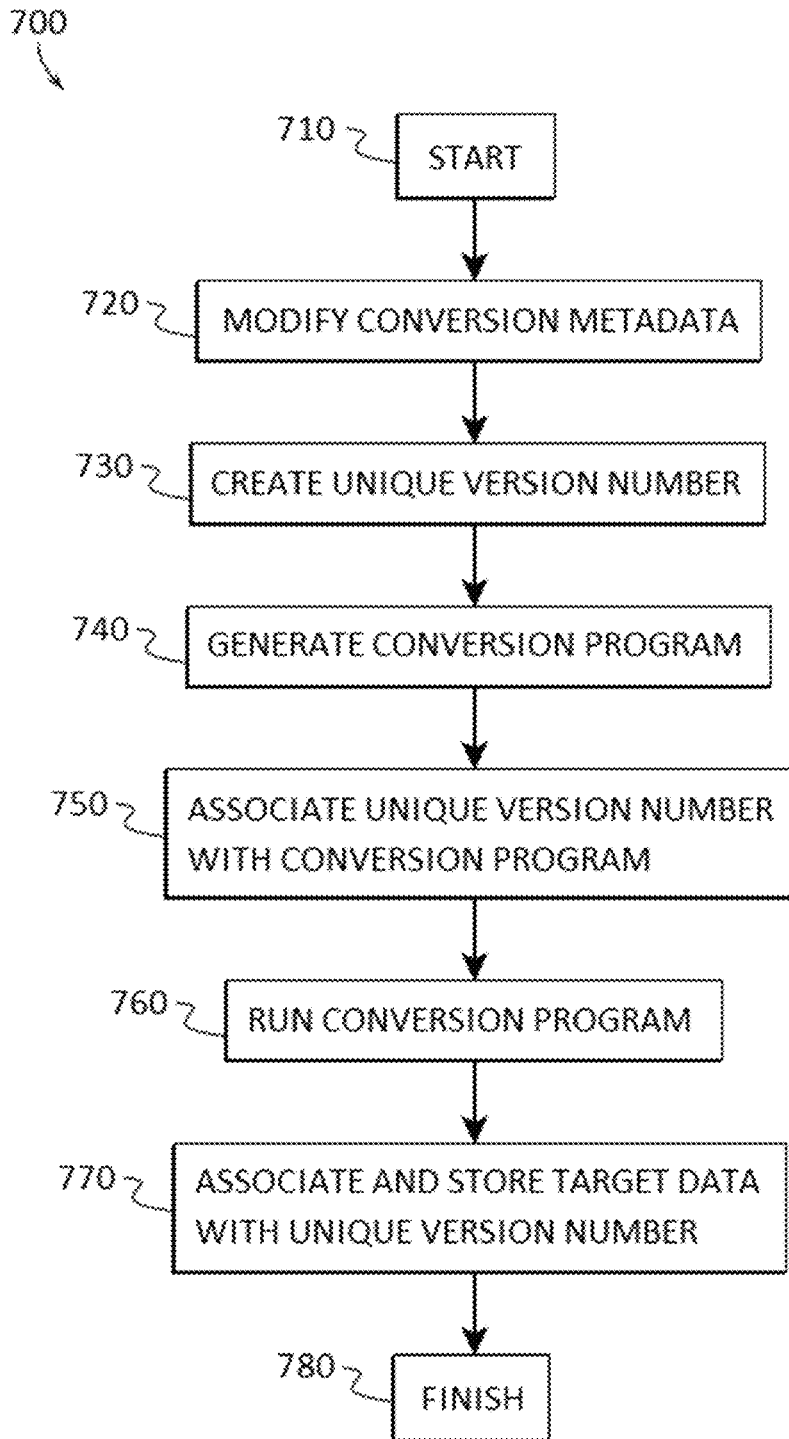 700
710
START
720
MODIFY CONVERSION METADATA
730
CREATE UNIQUE VERSION NUMBER
740
GENERATE CONVERSION PROGRAM
750
ASSOCIATE UNIQUE VERSION NUMBER
WITH CONVERSION PROGRAM
760
RUN CONVERSION PROGRAM
770
ASSOCIATE AND STORE TARGET DATA
WITH UNIQUE VERSION NUMBER
780
FINISH